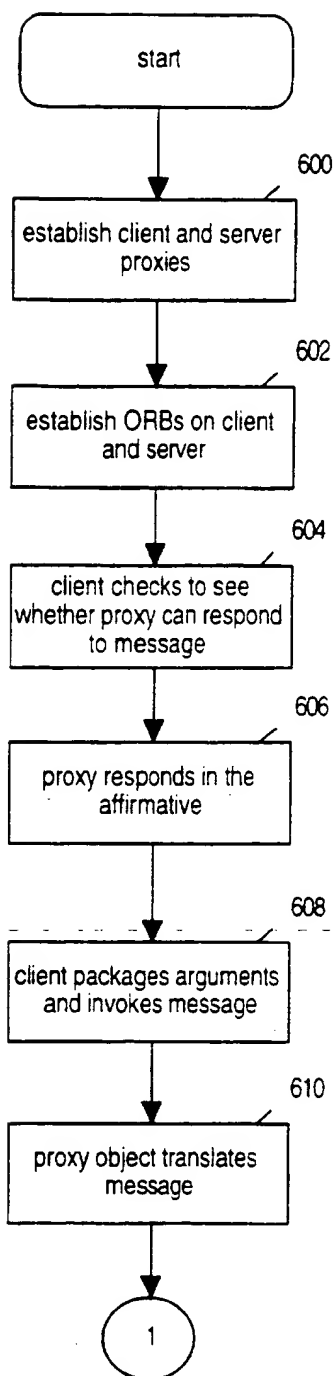 start
600
establish client and server
proxies
602
establish ORBs on client
and server
604
client checks to see
whether proxy can respond
to message
606
proxy responds in the
affirmative
608
client packages arguments
and invokes message
610
proxy object translates
message
1